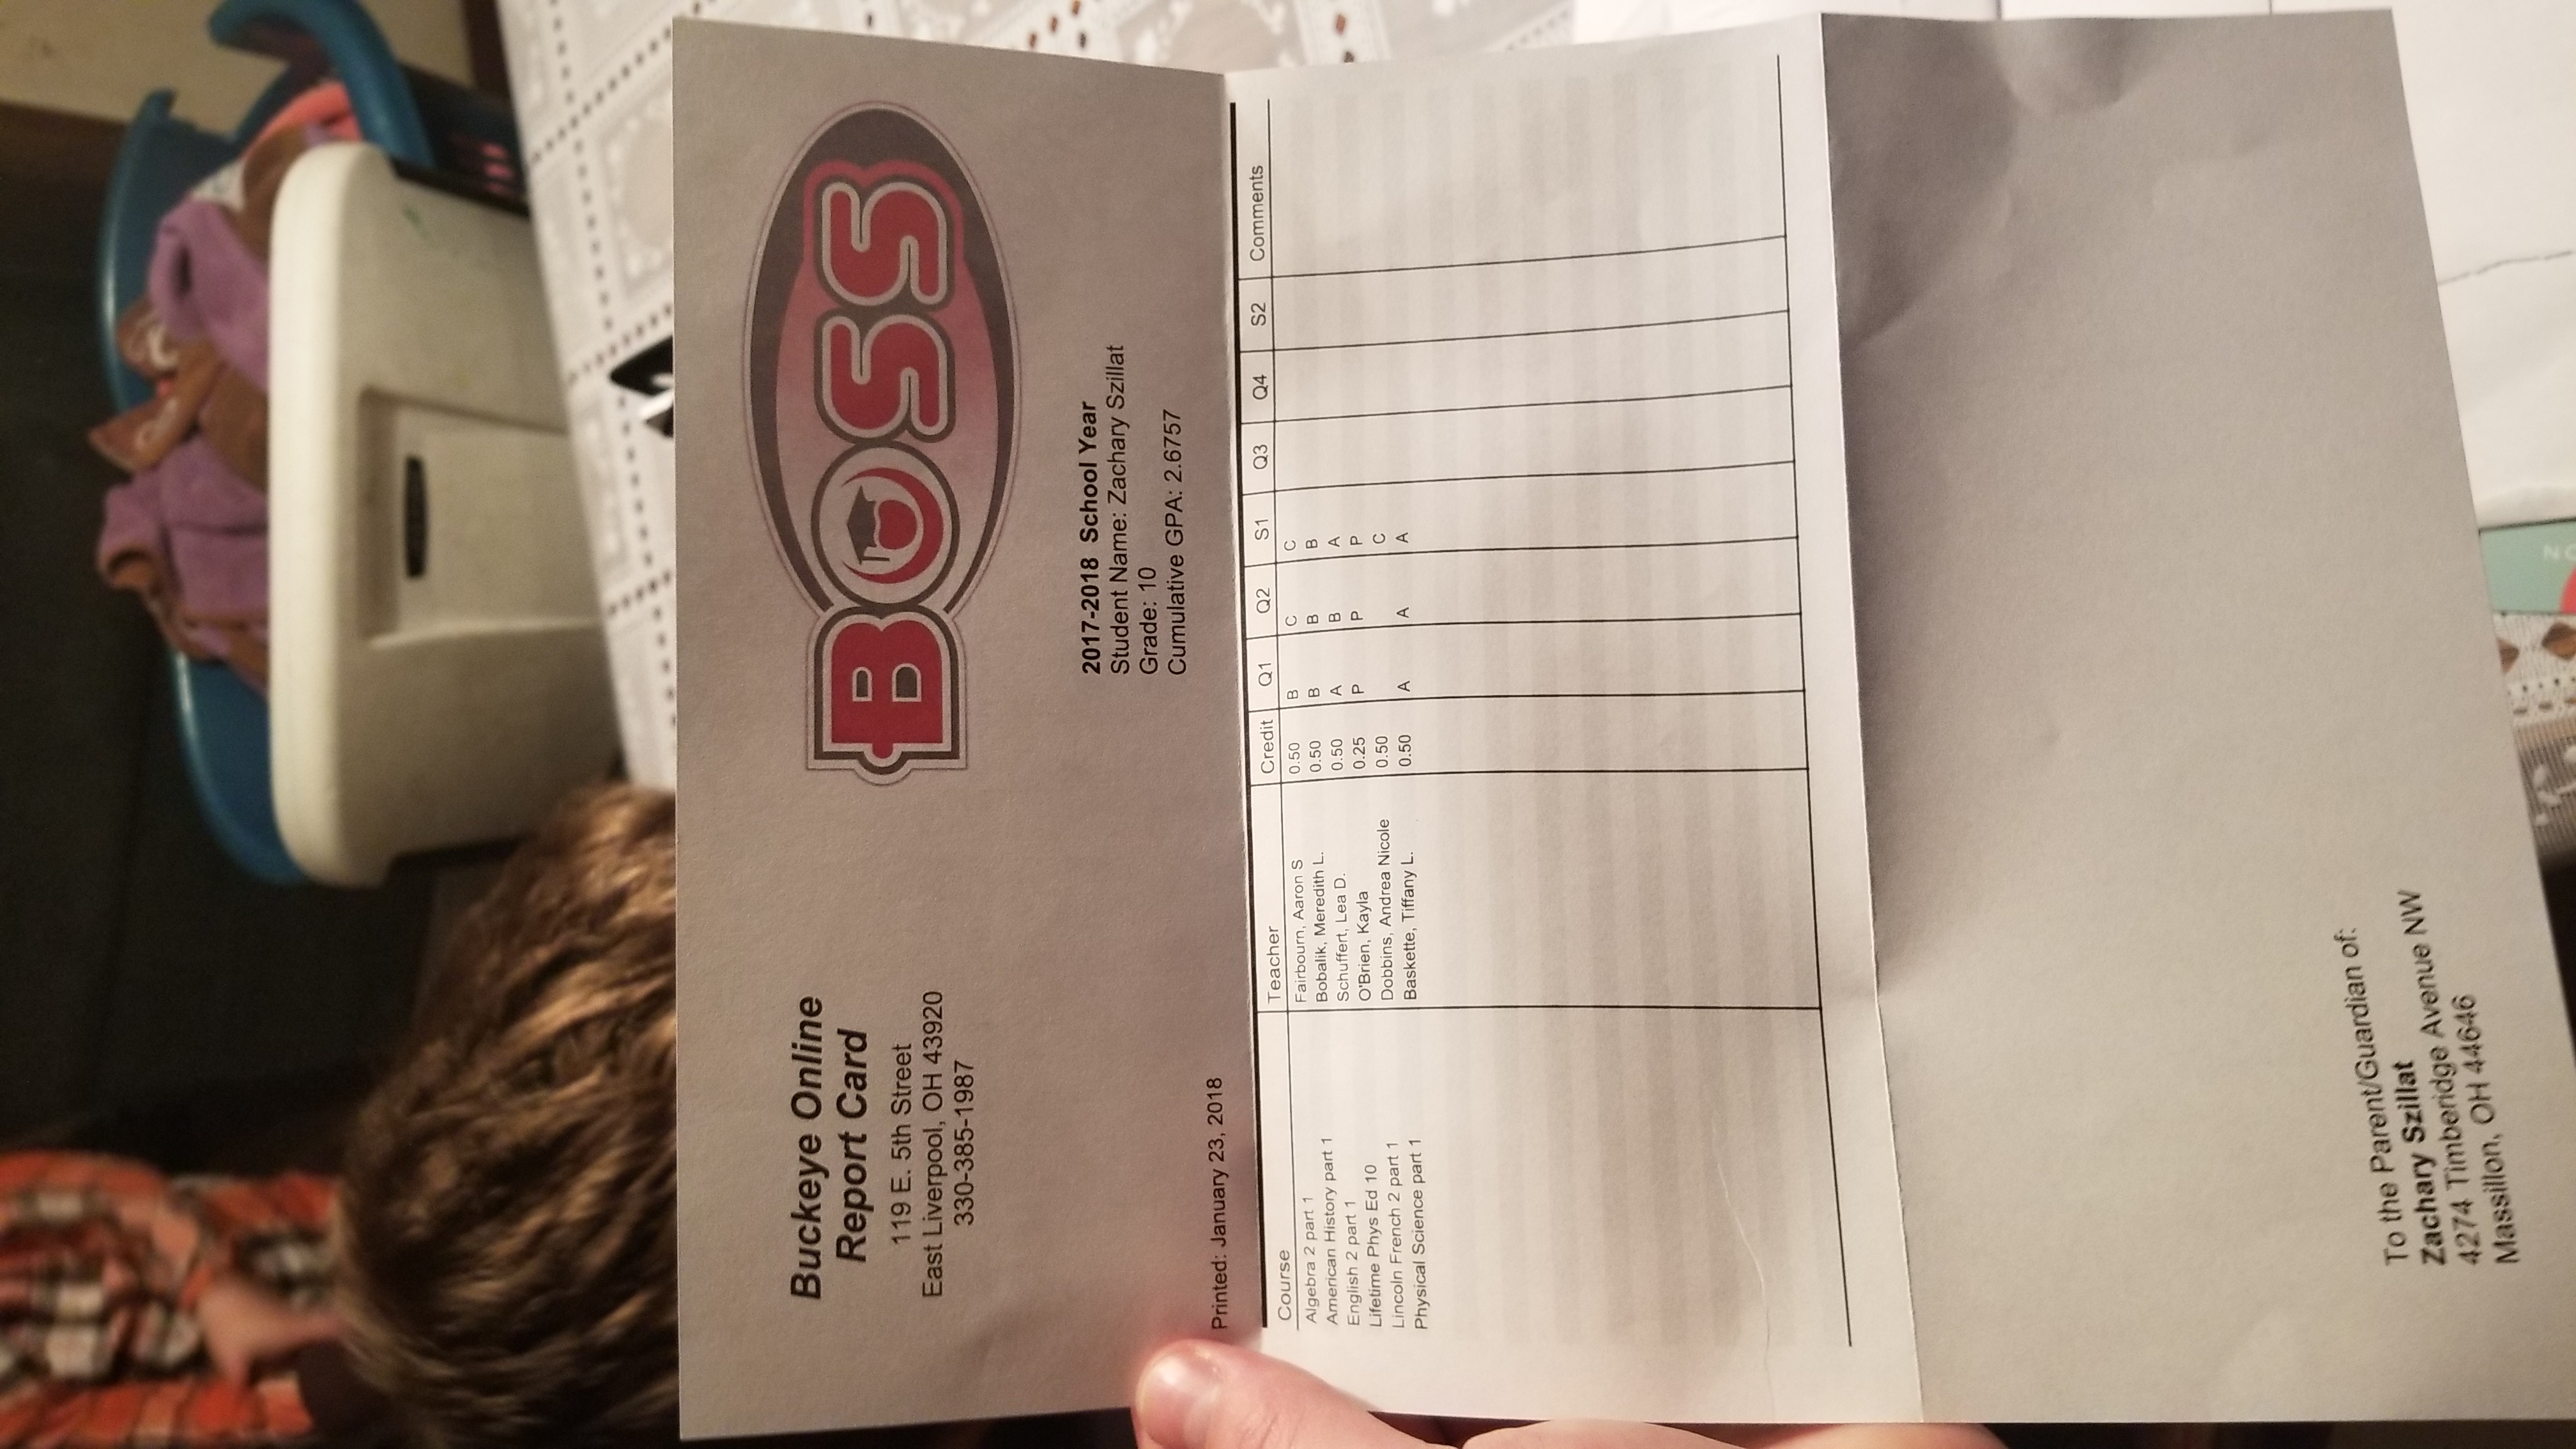 Buckeye Online
Report Card
119 E. 5th Street
East Liverpool, OH 43920
330-385-1987
BOSS
2017-2018 School Year
Student Name: Zachary Szillat
Grade: 10
Cumulative GPA: 2.6757
Printed: January 23, 2018
Course Teacher Credit Q1 Q2 S1 Q3 Q4 S2 Comments
Algebra 2 part 1 Fairbourn, Aaron S 0.50 B C C
American History part 1 Bobalik, Meredith L. 0.50 B B B
English 2 part 1 Schuffert, Lea D. 0.50 A B A
Lifetime Phys Ed 10 O'Brien, Kayla 0.25 P P P
Lincoln French 2 part 1 Dobbins, Andrea Nicole 0.50 C
Physical Science part 1 Baskette, Tiffany L. 0.50 A A A
To the Parent/Guardian of:
Zachary Szillat
4274 Timberidge Avenue NW
Massillon, OH 44646